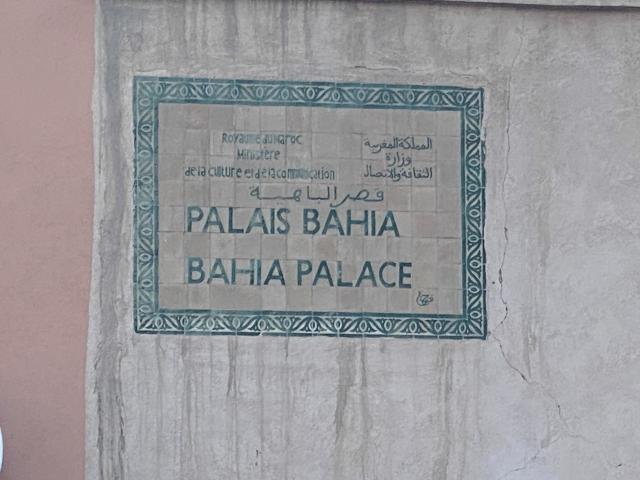 Royaume du Maroc
Ministère
de la culture et de la communication
المملكة المغربية
وزارة
الثقافة والاتصال
قصر الباهية
PALAIS BAHIA
BAHIA PALACE